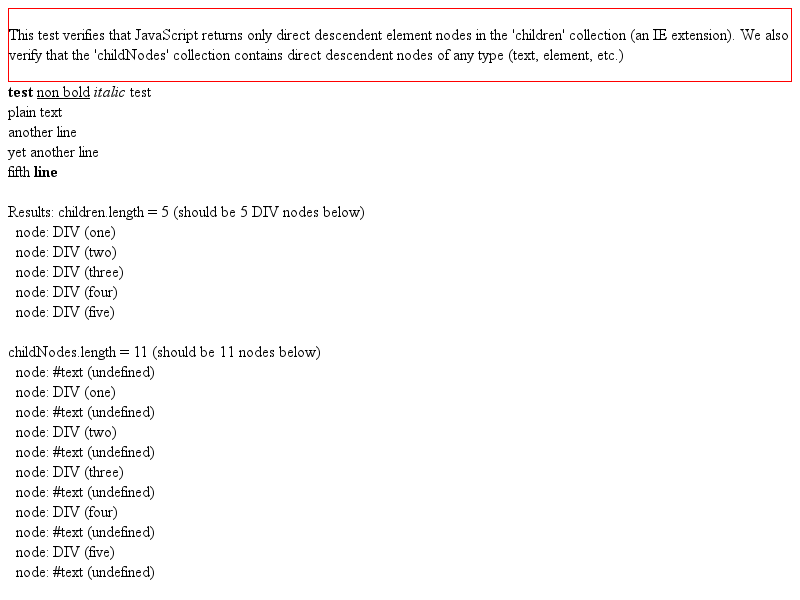 This test verifies that JavaScript returns only direct descendent element nodes in the 'children' collection (an IE extension). We also
verify that the 'childNodes' collection contains direct descendent nodes of any type (text, element, etc.)
test non bold italic test
plain text
another line
yet another line
fifth line
Results: children.length = 5 (should be 5 DIV nodes below)
node: DIV (one)
node: DIV (two)
node: DIV (three)
node: DIV (four)
node: DIV (five)
childNodes.length = 11 (should be 11 nodes below)
node: #text (undefined)
node: DIV (one)
node: #text (undefined)
node: DIV (two)
node: #text (undefined)
node: DIV (three)
node: #text (undefined)
node: DIV (four)
node: #text (undefined)
node: DIV (five)
node: #text (undefined)